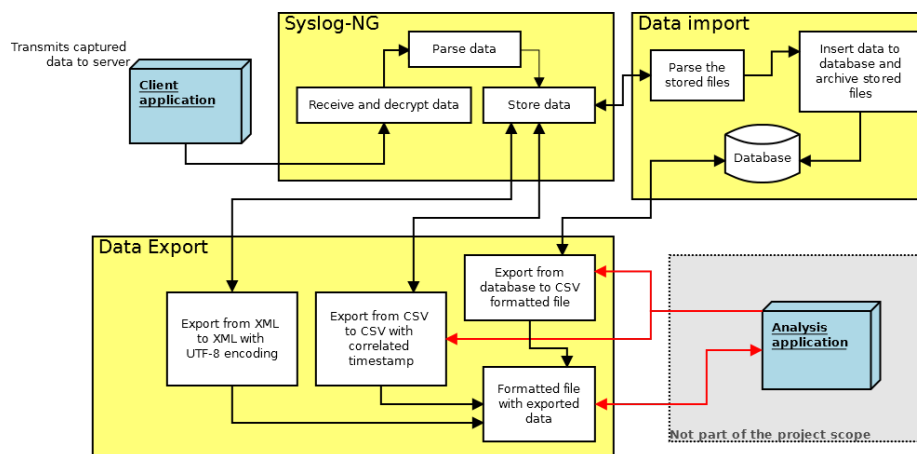 Syslog-NG
Data import
Transmits captured
data to server
Client
application
Parse data
Receive and decrypt data
Store data
Parse the
stored files
Insert data to
database and
archive stored
files
Database
Data Export
Export from XML
to XML with
UTF-8 encoding
Export from CSV
to CSV with
correlated
timestamp
Export from
database to CSV
formatted file
Formatted file
with exported
data
Analysis
application
Not part of the project scope